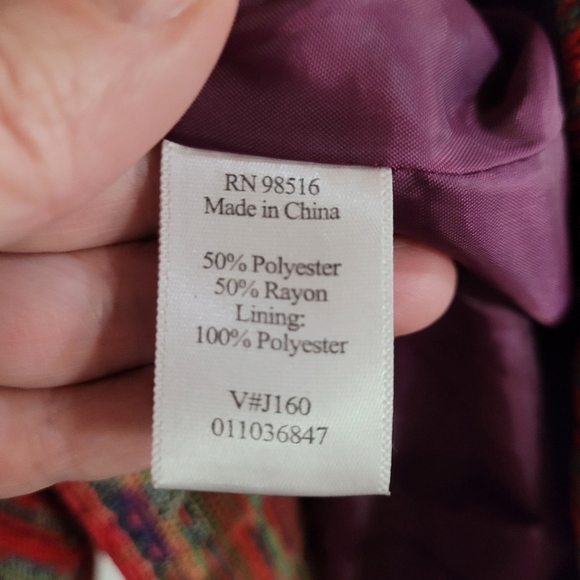 RN 98516
Made in China
50% Polyester
50% Rayon
Lining:
100% Polyester
V#J160
011036847